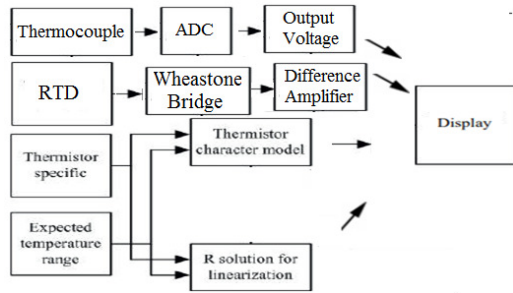 Thermocouple
ADC
Output
Voltage
RTD
Wheastone
Bridge
Difference
Amplifier
Display
Thermistor
specific
Thermistor
character model
Expected
temperature
range
R solution for
linearization